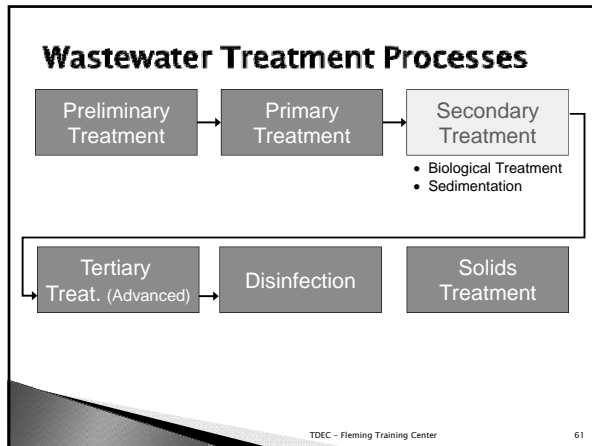 Wastewater Treatment Processes
Preliminary
Treatment
Primary
Treatment
Secondary
Treatment
• Biological Treatment
• Sedimentation
Tertiary
Treat. (Advanced)
Disinfection
Solids
Treatment
TDEC – Fleming Training Center
61